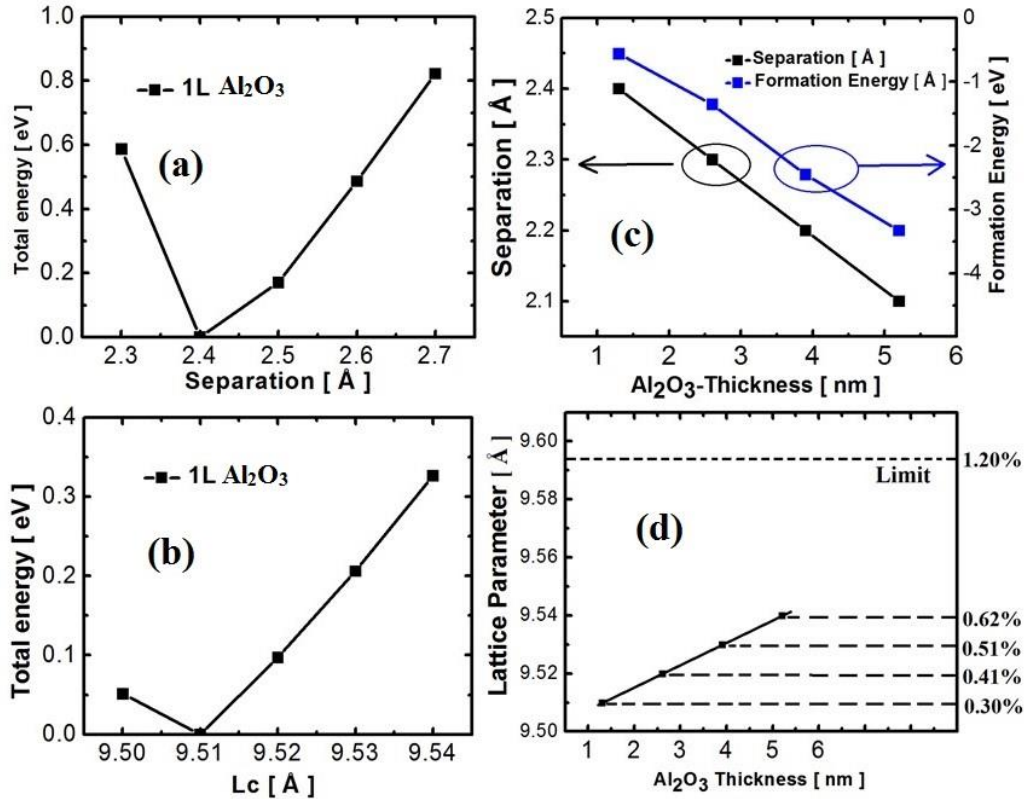 1.0
0.8
0.6
0.4
0.2
0.0
Total energy [ eV]
1L Al2O3
(a)
2.3 2.4 2.5 2.6 2.7
Separation [ Å ]
2.5
2.4
2.3
2.2
2.1
Separation [ Å ]
Separation [ Å]
Formation Energy [ Å]
(c)
0
-1
-2
-3
-4
Formation Energy [ eV]
1 2 3 4 5 6
Al2O3-Thickness [ nm]
0.4
0.3
0.2
0.1
0.0
Total energy [ eV]
1L Al2O3
(b)
9.50 9.51 9.52 9.53 9.54
Lc [ Å ]
9.60
9.58
9.56
9.54
9.52
9.50
Lattice Parameter [ Å ]
Limit
(d)
1.20%
0.62%
0.51%
0.41%
0.30%
1 2 3 4 5 6
Al2O3 Thickness [ nm]